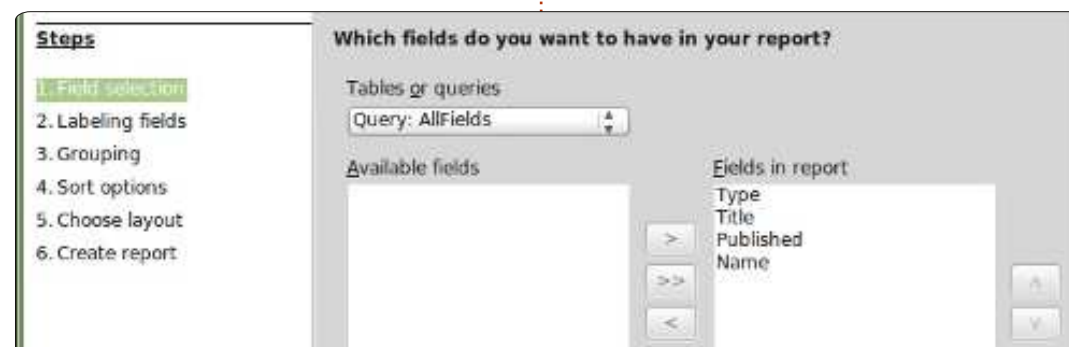 Steps
1. Field selection
2. Labeling fields
3. Grouping
4. Sort options
5. Choose layout
6. Create report
Which fields do you want to have in your report?
Tables or queries
Query: AllFields
Available fields
>
>>
<
Fields in report
Type
Title
Published
Name